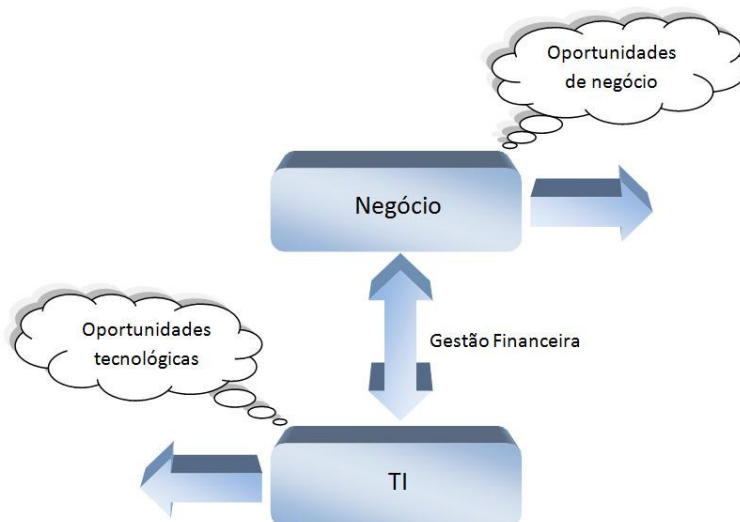 Oportunidades
de negócio
Negócio
Oportunidades
tecnológicas
Gestão Financeira
TI